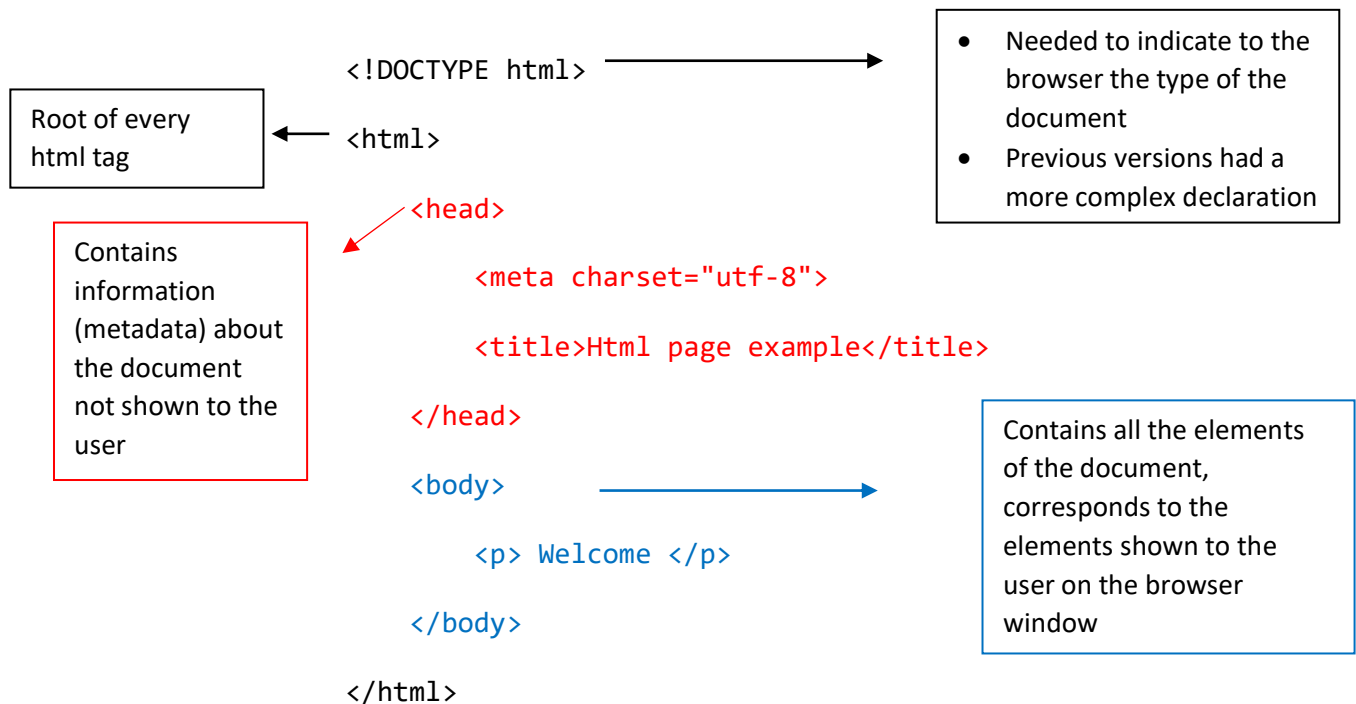 <!DOCTYPE html>
• Needed to indicate to the
browser the type of the
document
• Previous versions had a
more complex declaration
Root of every
html tag
<html>
<head>
Contains
information
(metadata) about
the document
not shown to the
user
<meta charset="utf-8">
<title>Html page example</title>
</head>
<body>
Contains all the elements
of the document,
corresponds to the
elements shown to the
user on the browser
window
<p> Welcome </p>
</body>
</html>